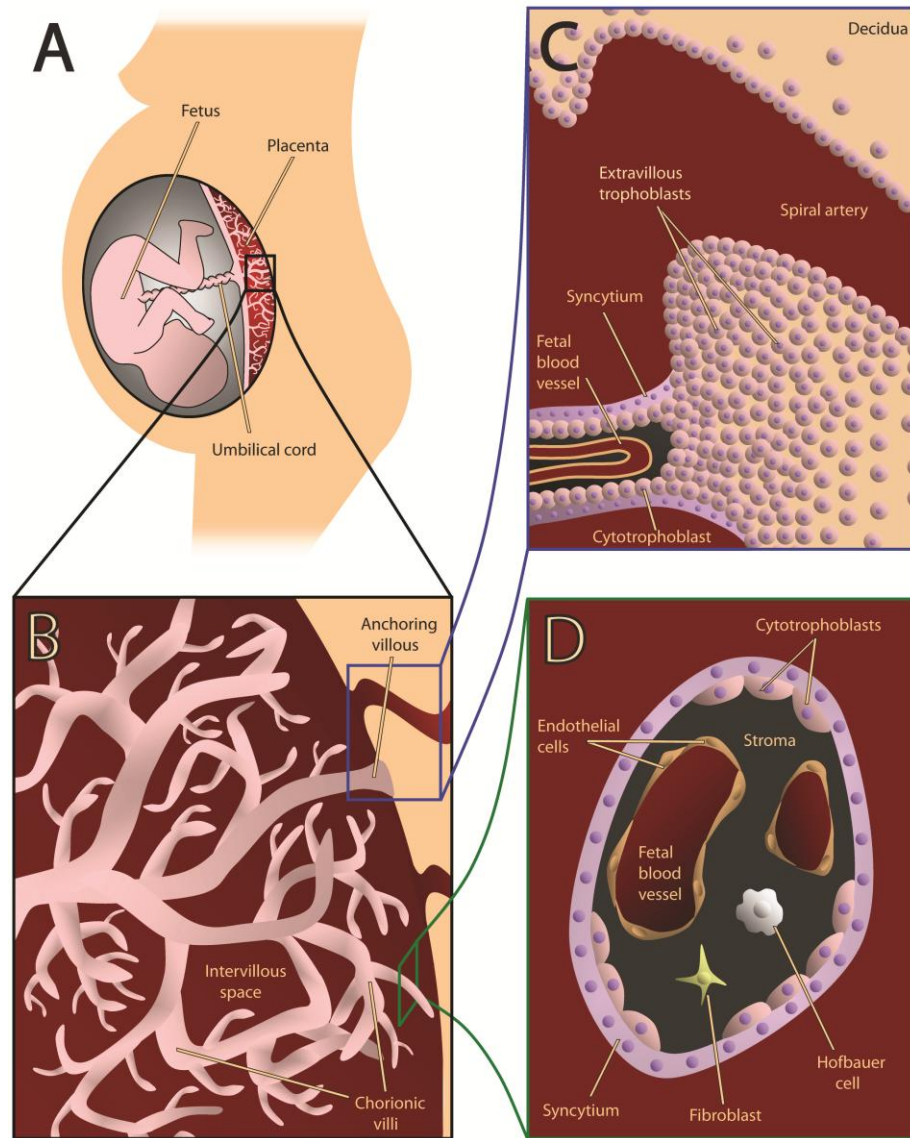 A
Fetus
Placenta
Umbilical cord
C
Decidua
Extravillous
trophoblasts
Spiral artery
Syncytium
Fetal
blood
vessel
Cytotrophoblast
B
Anchoring
villous
Intervillous
space
Chorionic
villi
D
Cytotrophoblasts
Endothelial
cells
Stroma
Fetal
blood
vessel
Hofbauer
cell
Fibroblast
Syncytium